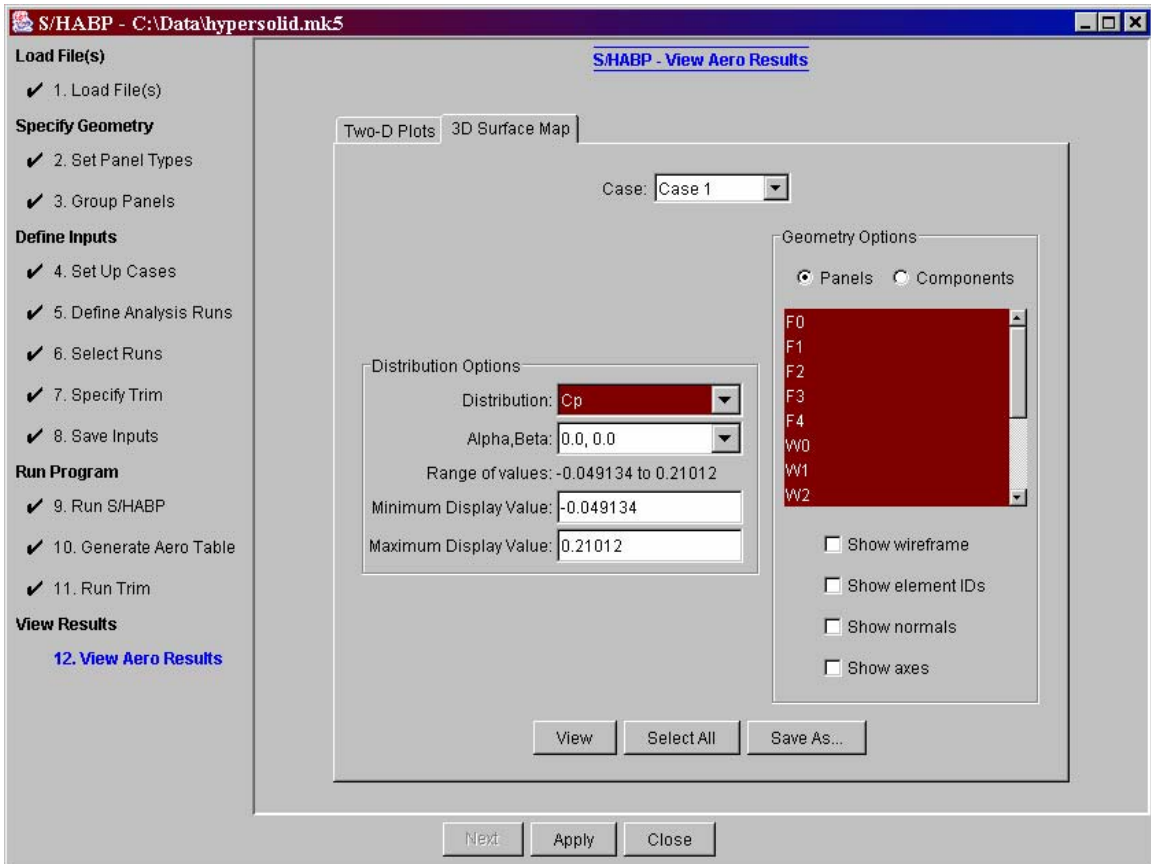 S/HABP - C:\Data\hypersolid.mk5
Load File(s)
✔ 1. Load File(s)
Specify Geometry
✔ 2. Set Panel Types
✔ 3. Group Panels
Define Inputs
✔ 4. Set Up Cases
✔ 5. Define Analysis Runs
✔ 6. Select Runs
✔ 7. Specify Trim
✔ 8. Save Inputs
Run Program
✔ 9. Run S/HABP
✔ 10. Generate Aero Table
✔ 11. Run Trim
View Results
12. View Aero Results
S/HABP - View Aero Results
Two-D Plots 3D Surface Map
Case: Case 1
Distribution Options
Distribution: Cp
Alpha,Beta: 0.0, 0.0
Range of values: -0.049134 to 0.21012
Minimum Display Value: -0.049134
Maximum Display Value: 0.21012
Geometry Options
Panels Components
F0
F1
F2
F3
F4
W0
W1
W2
Show wireframe
Show element IDs
Show normals
Show axes
View Select All Save As...
Next Apply Close